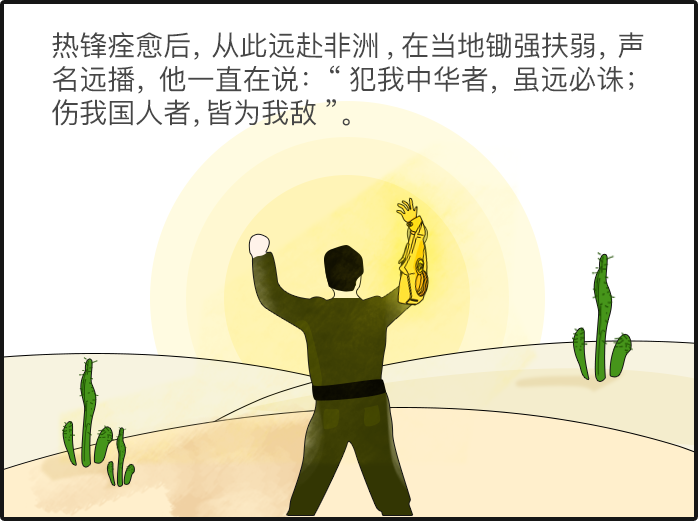 热锋痊愈后，从此远赴非洲，在当地锄强扶弱，声
名远播，他一直在说：“犯我中华者，虽远必诛；
伤我国人者，皆为我敌”。